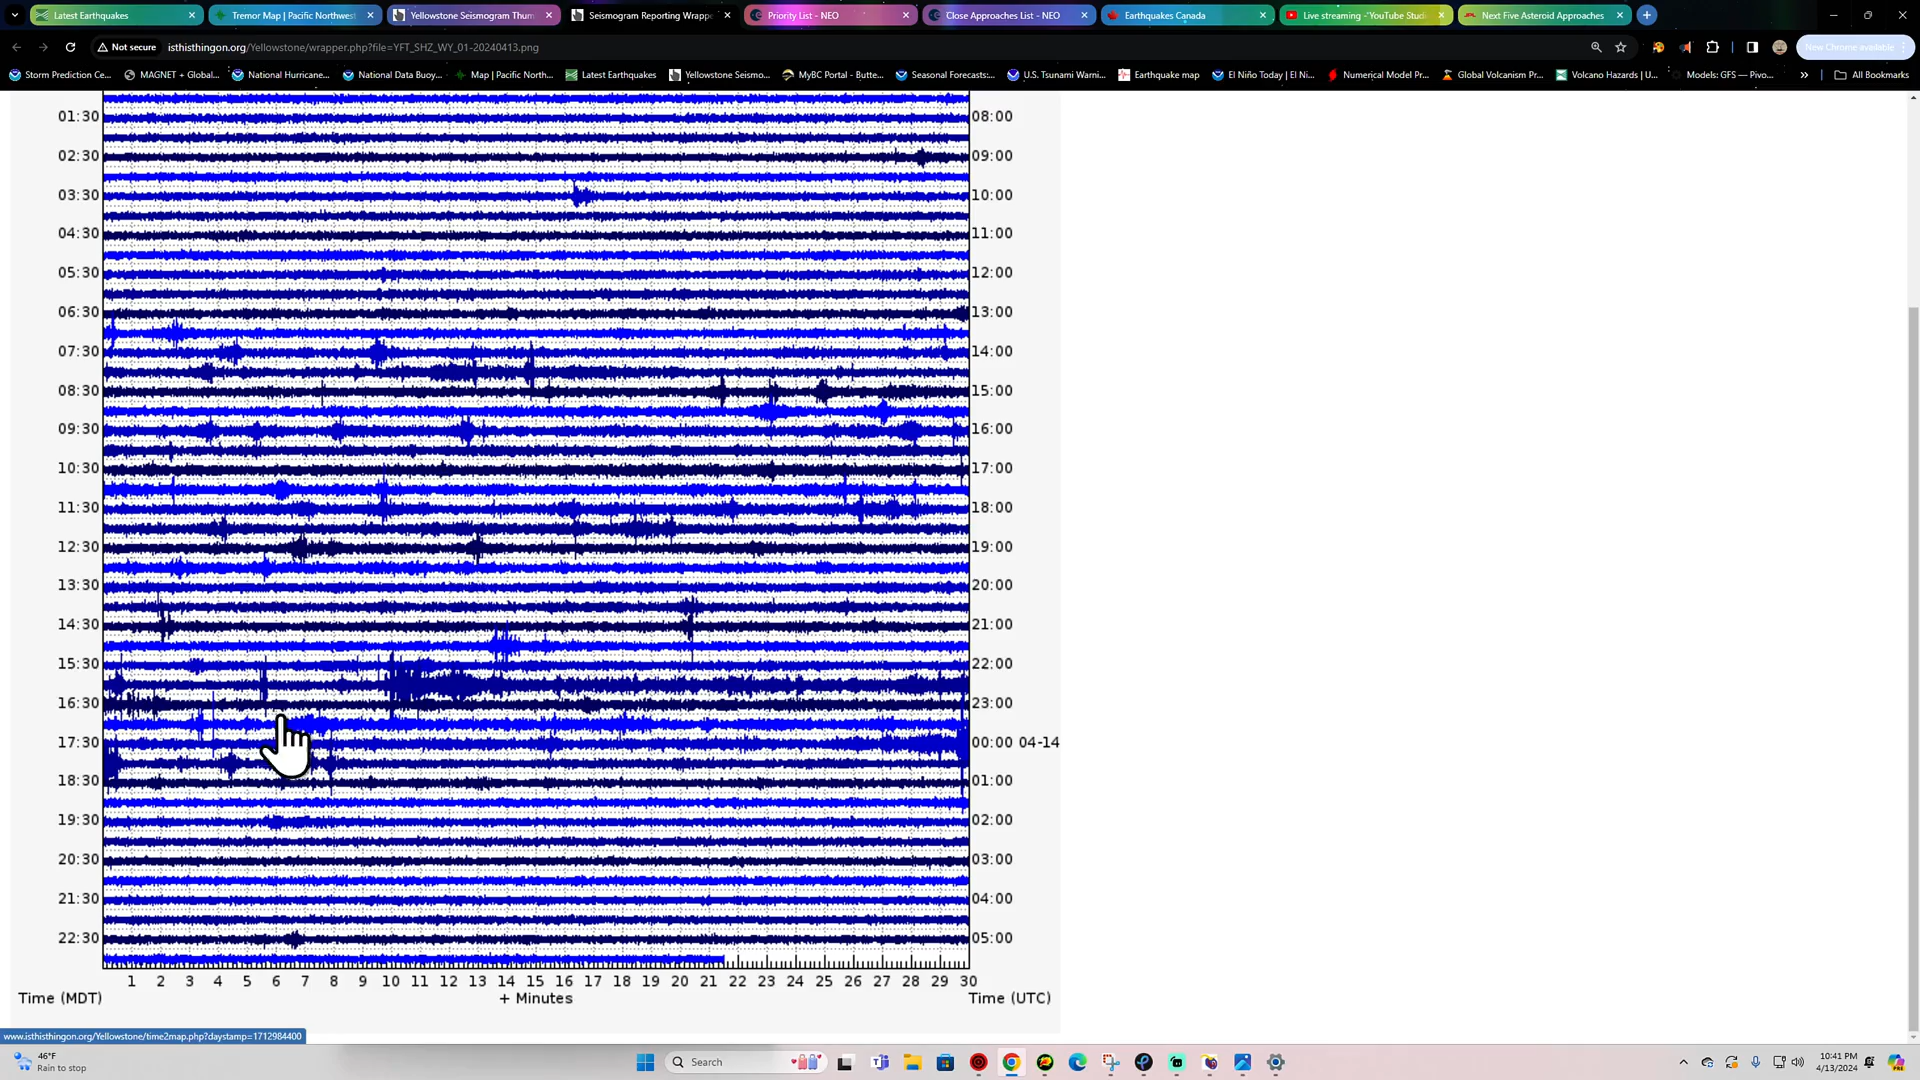 Latest Earthquakes
Tremor Map | Pacific Northwes
Yellowstone Seismogram Thum
Seismogram Reporting Wrappe
Priority List - NEO
Close Approaches List - NEO
Earthquakes Canada
Live streaming - YouTube Studi
Next Five Asteroid Approaches
Not secure
isthisthingon.org/Yellowstone/wrapper.php?file=YFT_SHZ_WY_01-20240413.png
New Chrome available
Storm Prediction Ce...
MAGNET + Global...
National Hurricane...
National Data Buoy...
Map | Pacific North...
Latest Earthquakes
Yellowstone Seismo...
MyBC Portal - Butte...
Seasonal Forecasts:...
U.S. Tsunami Warni...
Earthquake map
El Niño Today | El Ni...
Numerical Model Pr...
Global Volcanism Pr...
Volcano Hazards | U...
Models: GFS — Pivo...
All Bookmarks
01:30 08:00
02:30 09:00
03:30 10:00
04:30 11:00
05:30 12:00
06:30 13:00
07:30 14:00
08:30 15:00
09:30 16:00
10:30 17:00
11:30 18:00
12:30 19:00
13:30 20:00
14:30 21:00
15:30 22:00
16:30 23:00
17:30 00:00 04-14
18:30 01:00
19:30 02:00
20:30 03:00
21:30 04:00
22:30 05:00
1 2 3 4 5 6 7 8 9 10 11 12 13 14 15 16 17 18 19 20 21 22 23 24 25 26 27 28 29 30
Time (MDT) + Minutes Time (UTC)
www.isthisthingon.org/Yellowstone/time2map.php?daystamp=1712984400
46°F
Rain to stop
Search
10:41 PM
4/13/2024